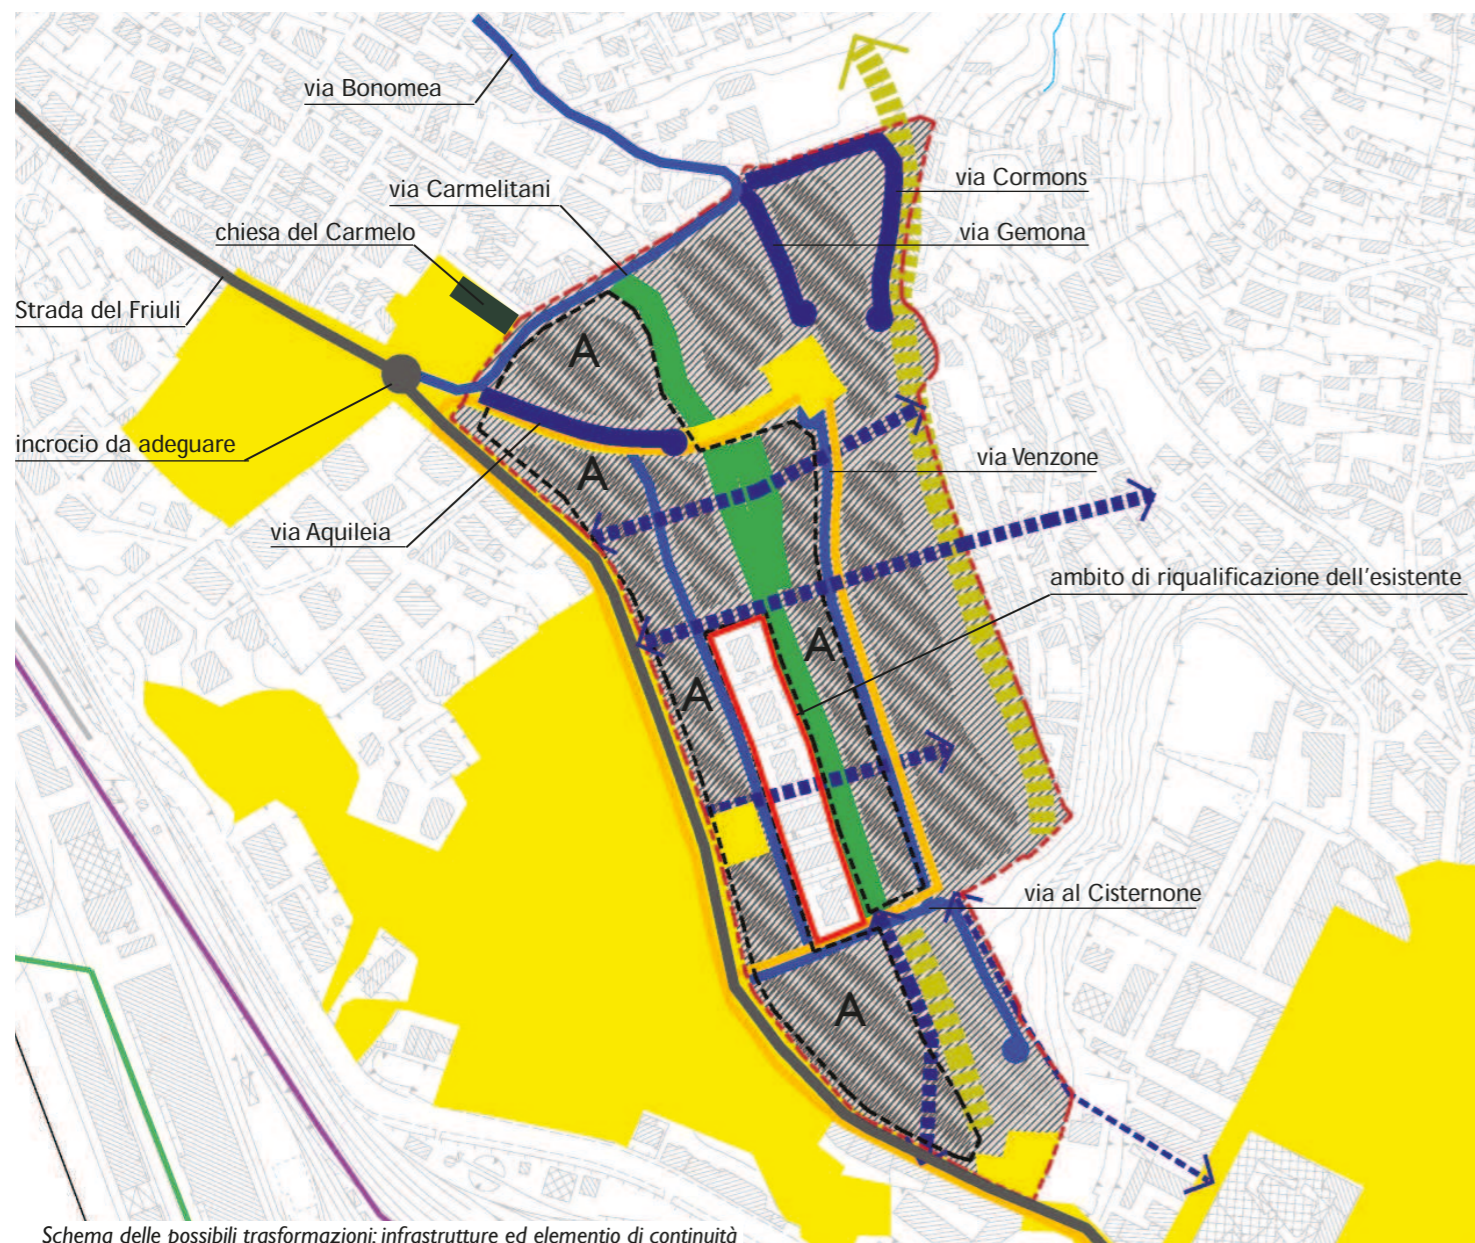 via Bonomea
via Carmelitani
via Cormons
chiesa del Carmelo
via Gemona
Strada del Friuli
A
incrocio da adeguare
A
via Venzone
via Aquileia
ambito di riqualificazione dell'esistente
A
A
via al Cisternone
A
Schema delle possibili trasformazioni: infrastrutture ed elementio di continuità